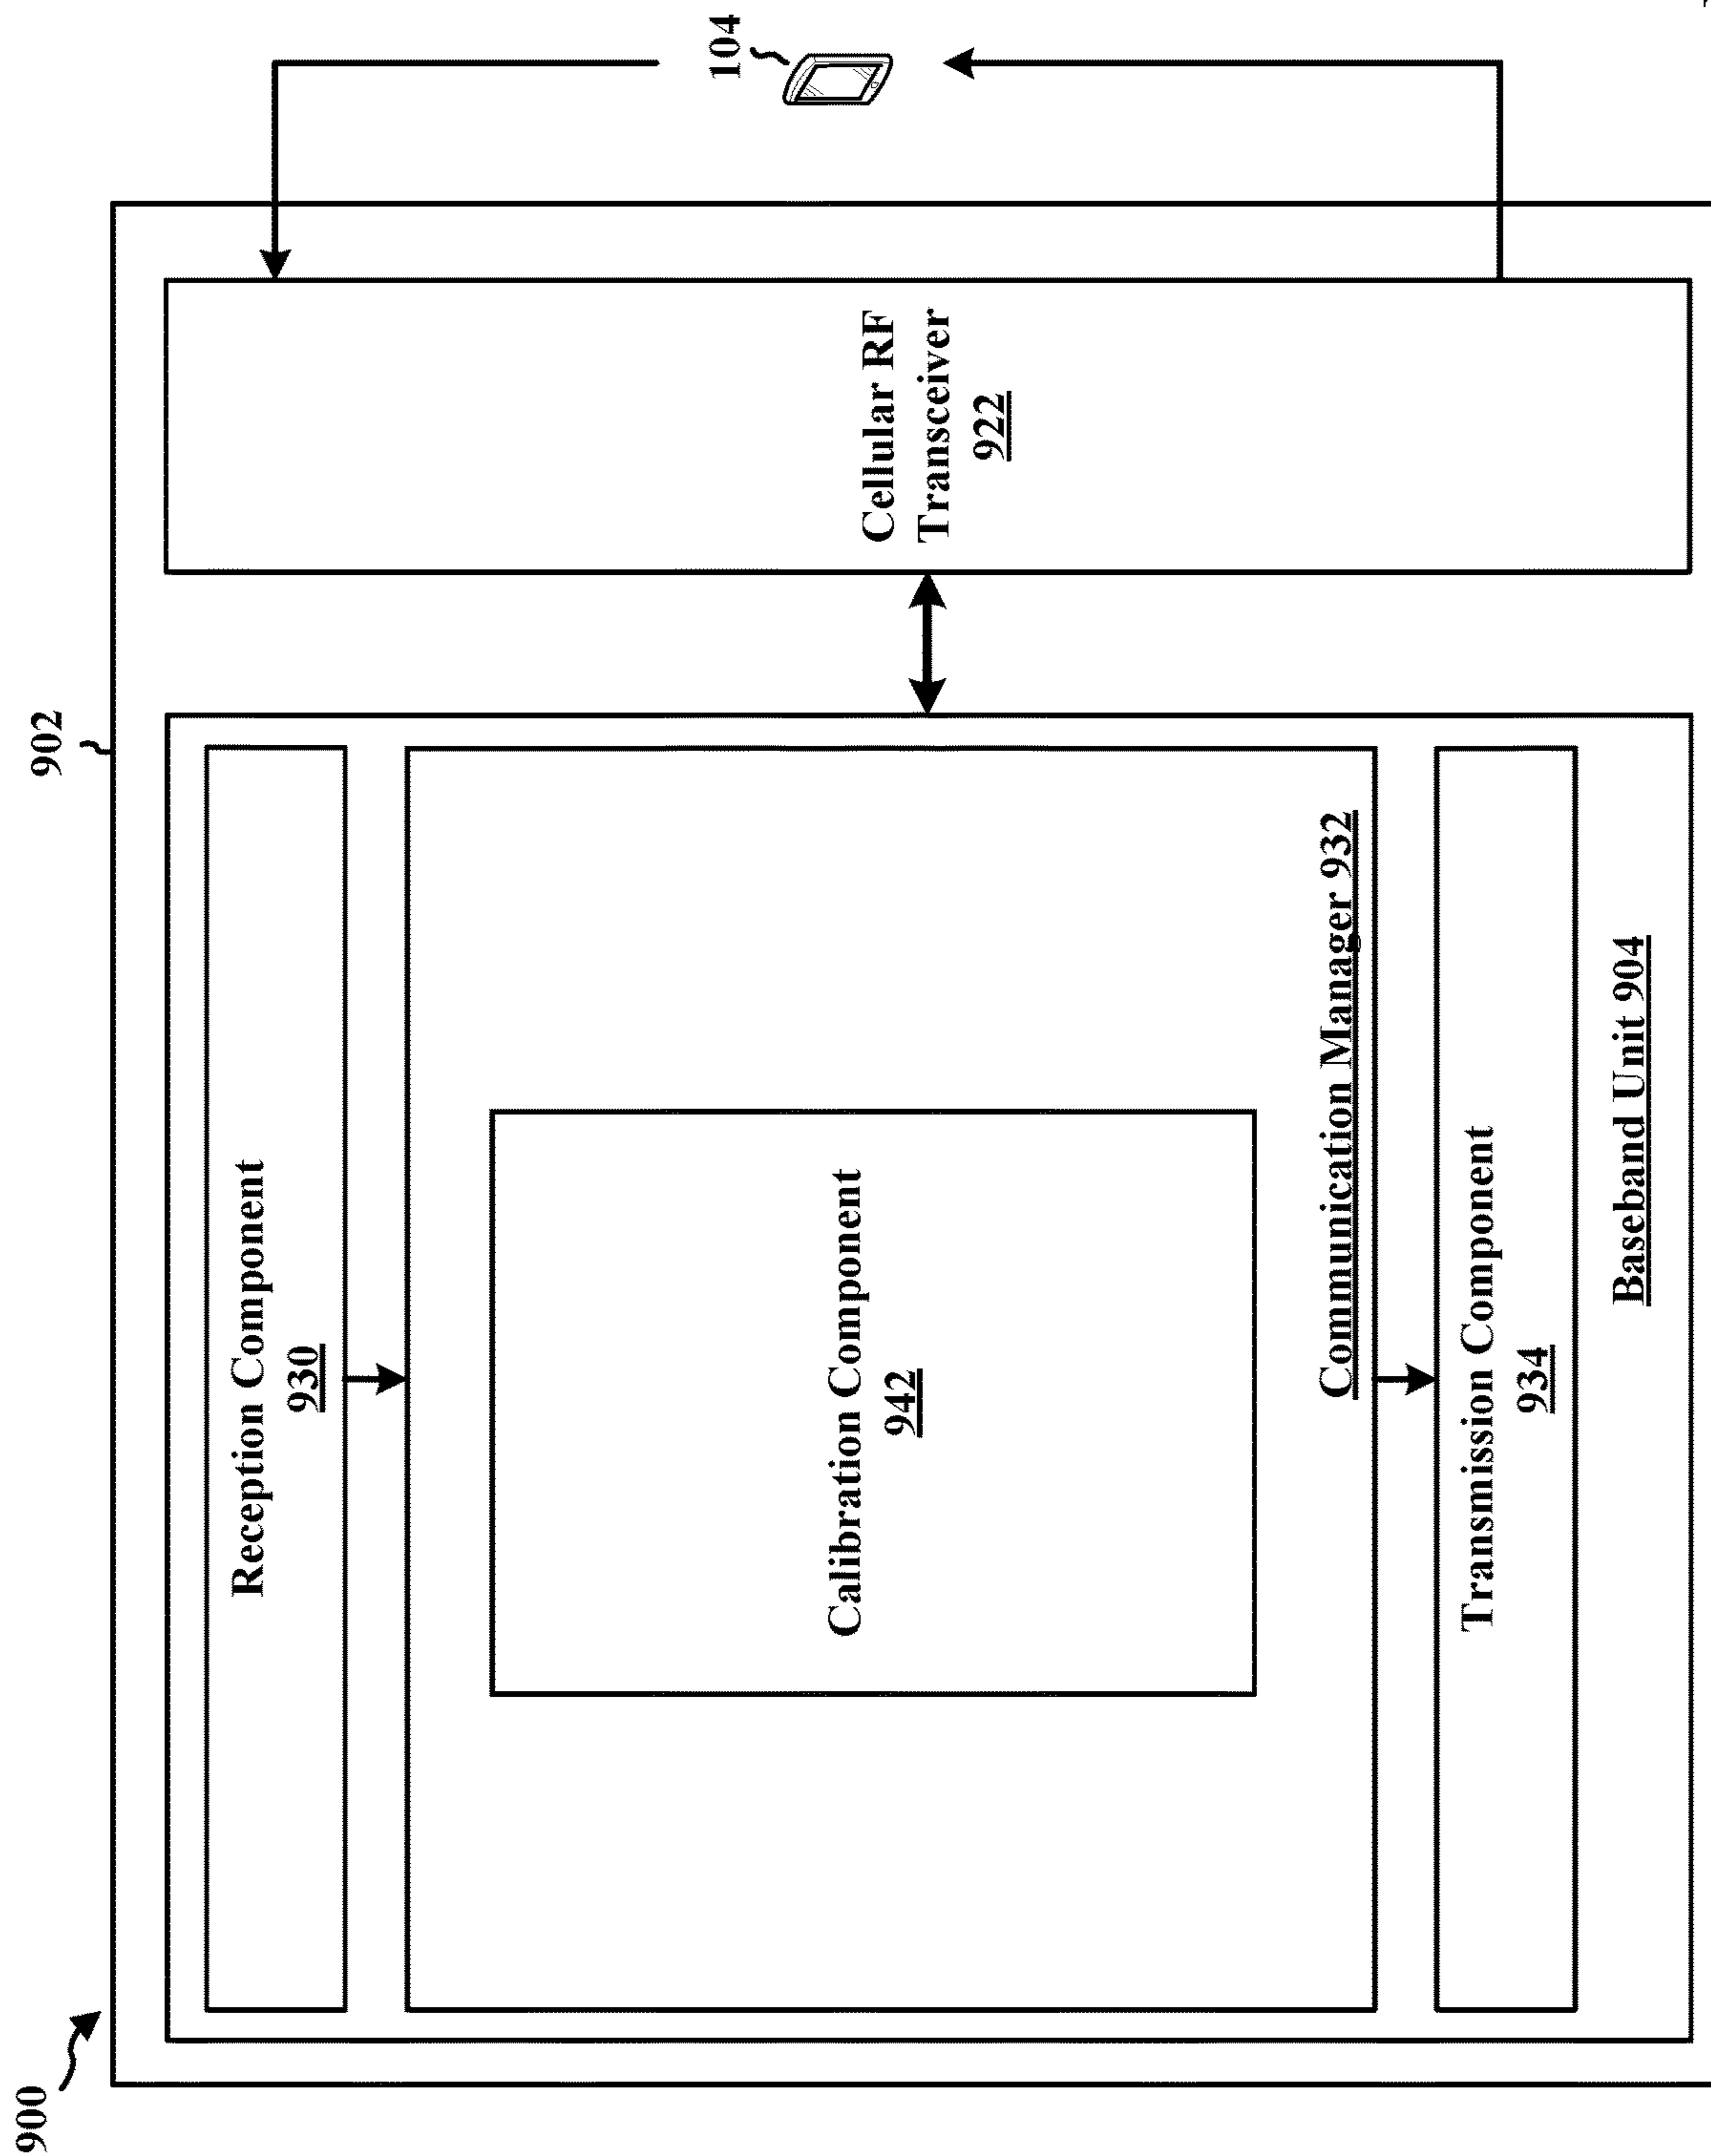 900
902
Reception Component
930
Calibration Component
942
Communication Manager 932
Transmission Component
934
Baseband Unit 904
Cellular RF
Transceiver
922
104